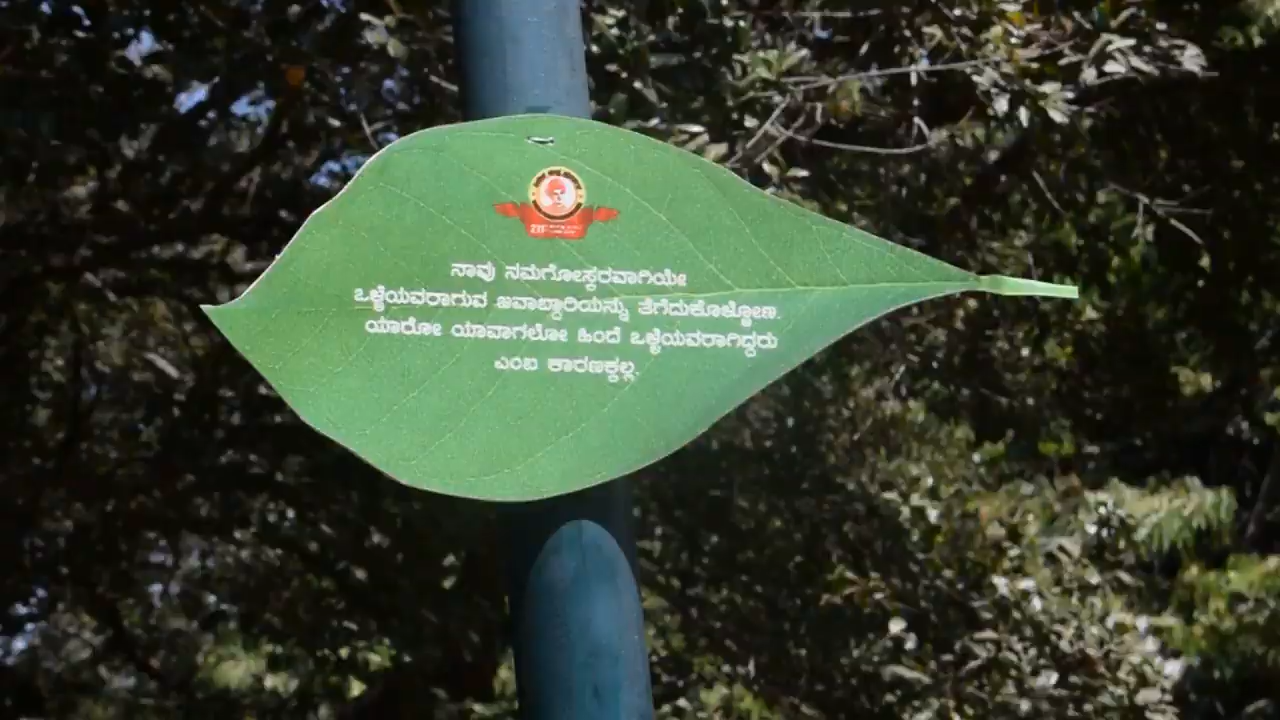 ನಾವು ನಮಗೋಸ್ಕರವಾಗಿಯೇ
ಒಳ್ಳೆಯವರಾಗುವ ಜವಾಬ್ದಾರಿಯನ್ನು ತೆಗೆದುಕೊಳ್ಳೋಣ.
ಯಾರೋ ಯಾವಾಗಲೋ ಹಿಂದೆ ಒಳ್ಳೆಯವರಾಗಿದ್ದರು
ಎಂಬ ಕಾರಣಕ್ಕಲ್ಲ.